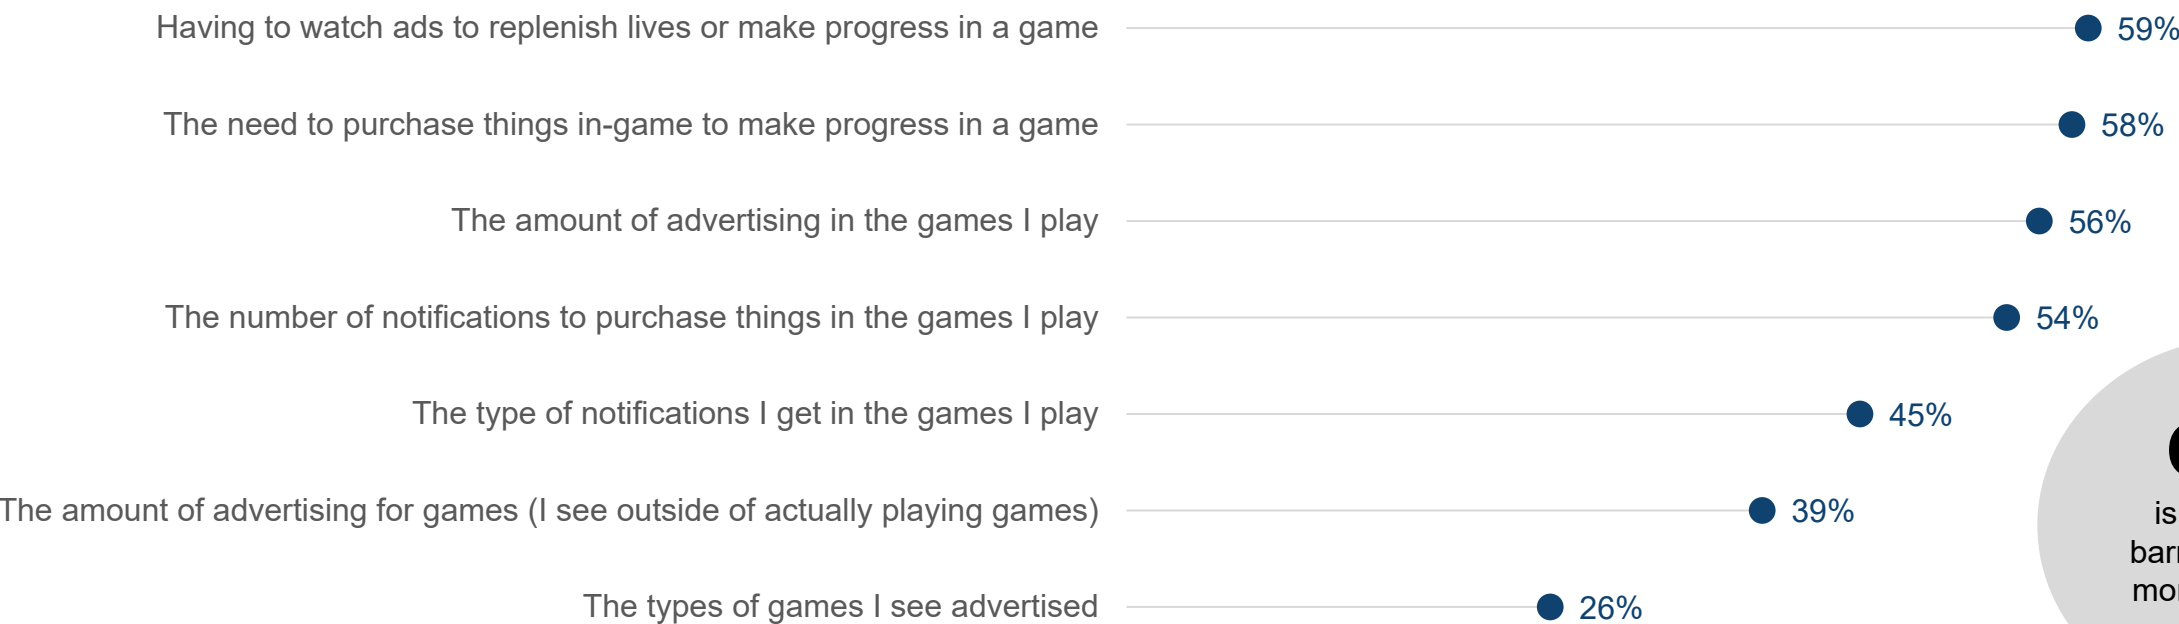 Having to watch ads to replenish lives or make progress in a game 59%
The need to purchase things in-game to make progress in a game 58%
The amount of advertising in the games I play 56%
The number of notifications to purchase things in the games I play 54%
The type of notifications I get in the games I play 45%
The amount of advertising for games (I see outside of actually playing games) 39%
is
The types of games I see advertised 26%